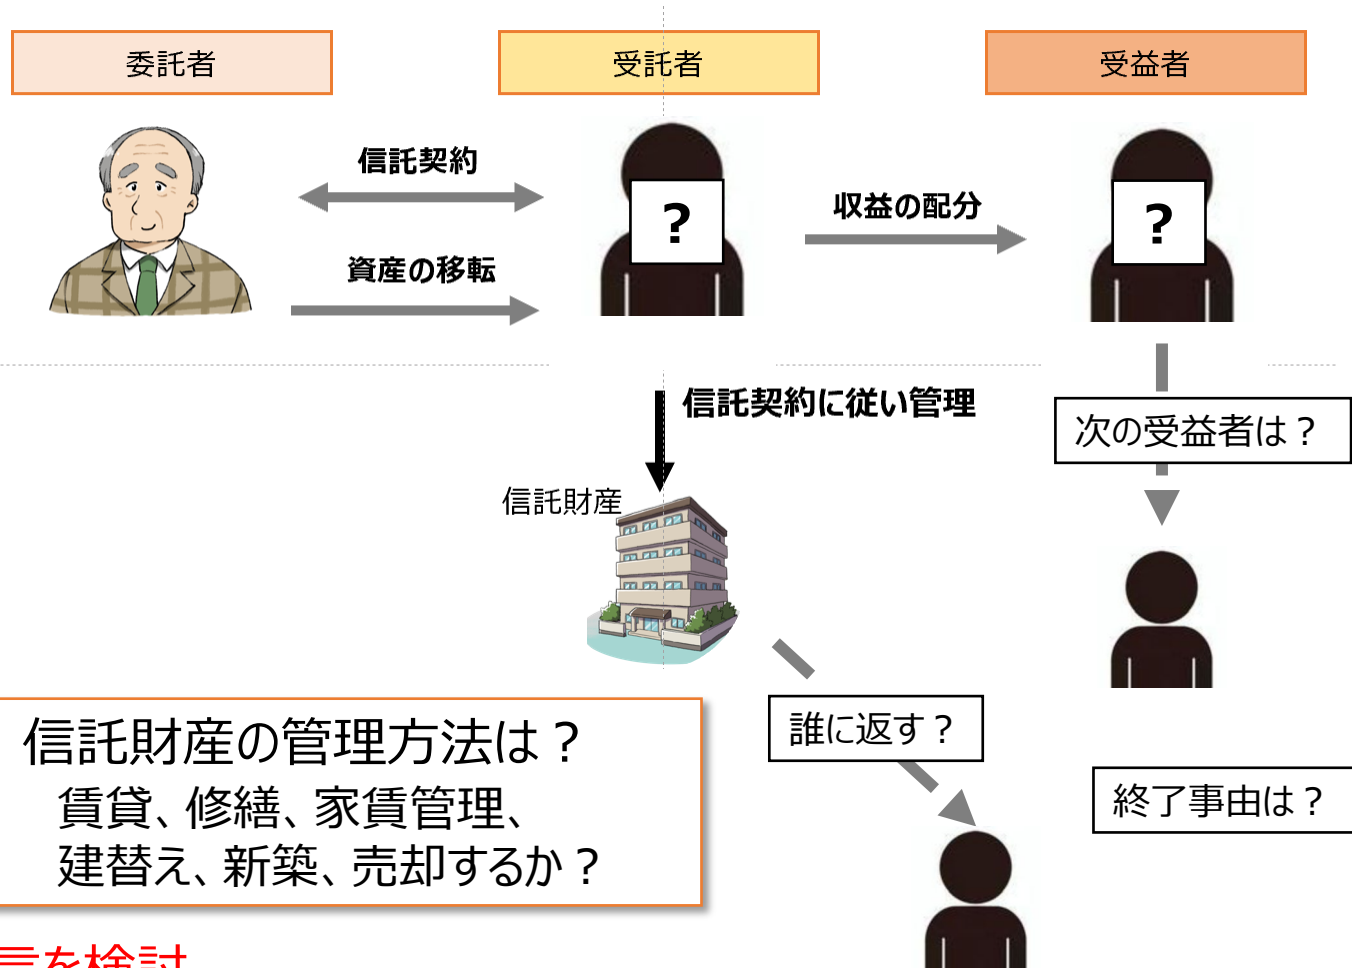 委託者
受託者
受益者
信託契約
?
収益の配分
?
資産の移転
信託契約に従い管理
次の受益者は？
信託財産
信託財産の管理方法は？
賃貸、修繕、家賃管理、
建替え、新築、売却するか？
誰に返す？
終了事由は？
言を検討